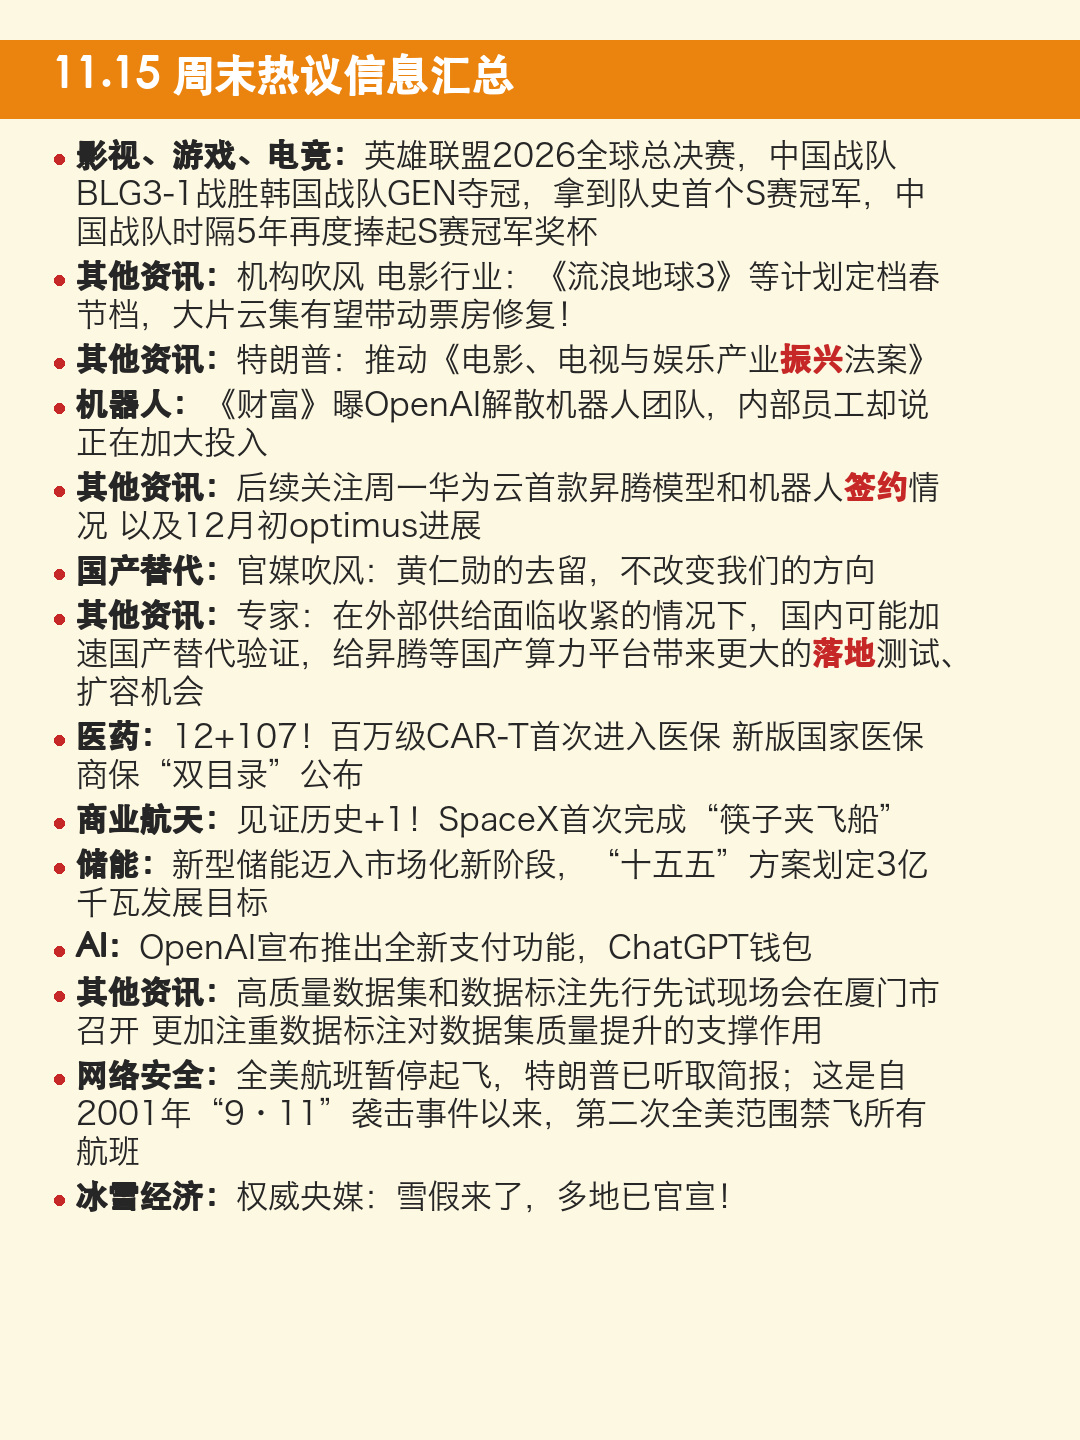 11.15 周末热议信息汇总
影视、游戏、电竞：英雄联盟2026全球总决赛，中国战队
BLG3-1战胜韩国战队GEN夺冠，拿到队史首个S赛冠军，中
国战队时隔5年再度捧起S赛冠军奖杯
其他资讯：机构吹风 电影行业：《流浪地球3》等计划定档春
节档，大片云集有望带动票房修复！
其他资讯：特朗普：推动《电影、电视与娱乐产业振兴法案》
机器人：《财富》曝OpenAI解散机器人团队，内部员工却说
正在加大投入
其他资讯：后续关注周一华为云首款昇腾模型和机器人签约情
况 以及12月初optimus进展
国产替代：官媒吹风：黄仁勋的去留，不改变我们的方向
其他资讯：专家：在外部供给面临收紧的情况下，国内可能加
速国产替代验证，给昇腾等国产算力平台带来更大的落地测试、
扩容机会
医药：12+107！百万级CAR-T首次进入医保 新版国家医保
商保“双目录”公布
商业航天：见证历史+1！SpaceX首次完成“筷子夹飞船”
储能：新型储能迈入市场化新阶段，“十五五”方案划定3亿
千瓦发展目标
AI：OpenAI宣布推出全新支付功能，ChatGPT钱包
其他资讯：高质量数据集和数据标注先行先试现场会在厦门市
召开 更加注重数据标注对数据集质量提升的支撑作用
网络安全：全美航班暂停起飞，特朗普已听取简报；这是自
2001年“9·11”袭击事件以来，第二次全美范围禁飞所有
航班
冰雪经济：权威央媒：雪假来了，多地已官宣！